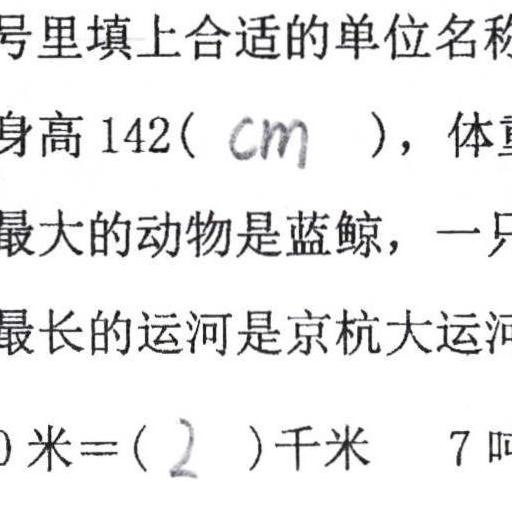 号里填上合适的单位名称
身高 142( cm )，体重
最大的动物是蓝鲸，一只
最长的运河是京杭大运河
0 米＝( 2 )千米 7 吨